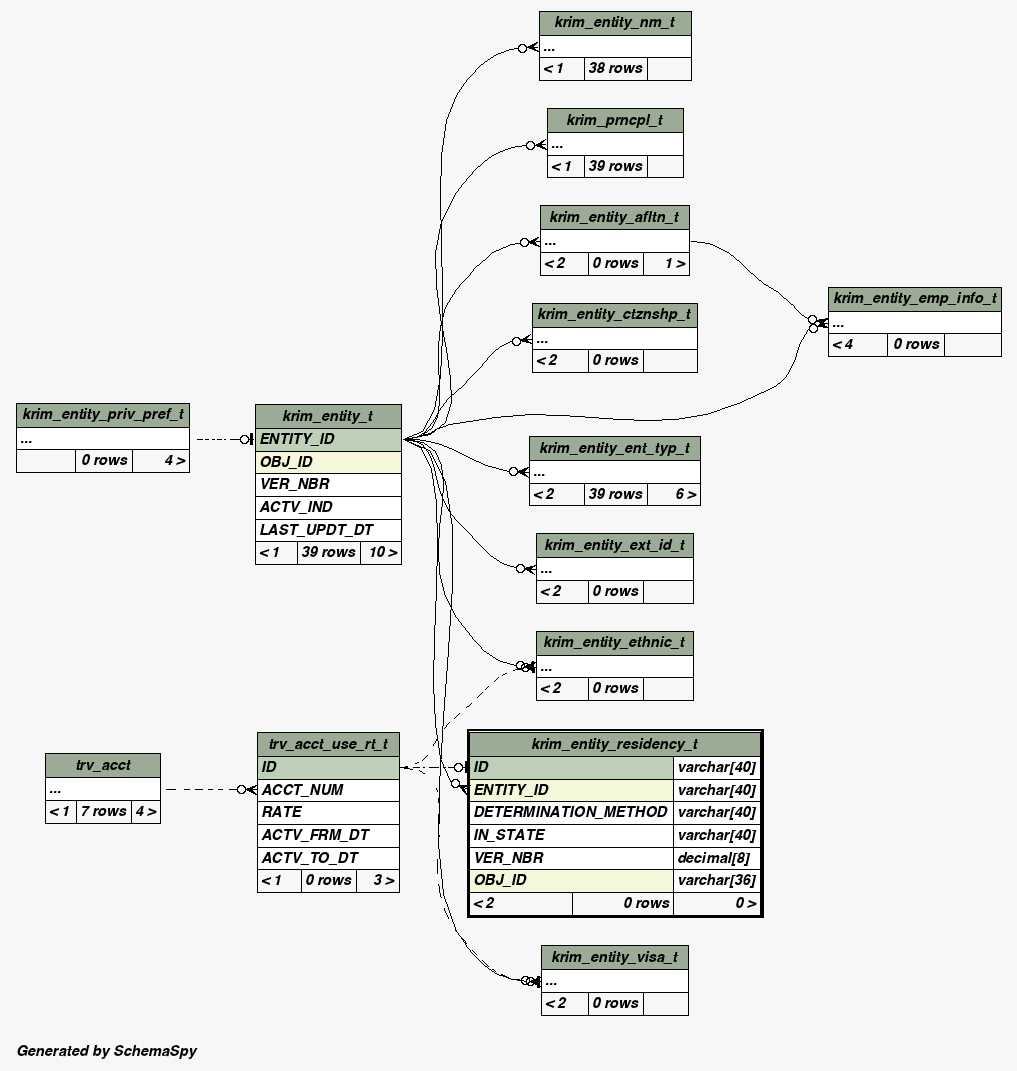 krim_entity_nm_t
...
< 1 38 rows
krim_prncpl_t
...
< 1 39 rows
krim_entity_afltn_t
...
< 2 0 rows 1 >
krim_entity_emp_info_t
...
< 4 0 rows
krim_entity_ctznshp_t
...
< 2 0 rows
krim_entity_priv_pref_t
...
0 rows 4 >
krim_entity_t
ENTITY_ID
OBJ_ID
VER_NBR
ACTV_IND
LAST_UPDT_DT
< 1 39 rows 10 >
krim_entity_ent_typ_t
...
< 2 39 rows 6 >
krim_entity_ext_id_t
...
< 2 0 rows
krim_entity_ethnic_t
...
< 2 0 rows
trv_acct
...
< 1 7 rows 4 >
trv_acct_use_rt_t
ID
ACCT_NUM
RATE
ACTV_FRM_DT
ACTV_TO_DT
< 1 0 rows 3 >
krim_entity_residency_t
ID varchar[40]
ENTITY_ID varchar[40]
DETERMINATION_METHOD varchar[40]
IN_STATE varchar[40]
VER_NBR decimal[8]
OBJ_ID varchar[36]
< 2 0 rows 0 >
krim_entity_visa_t
...
< 2 0 rows
Generated by SchemaSpy